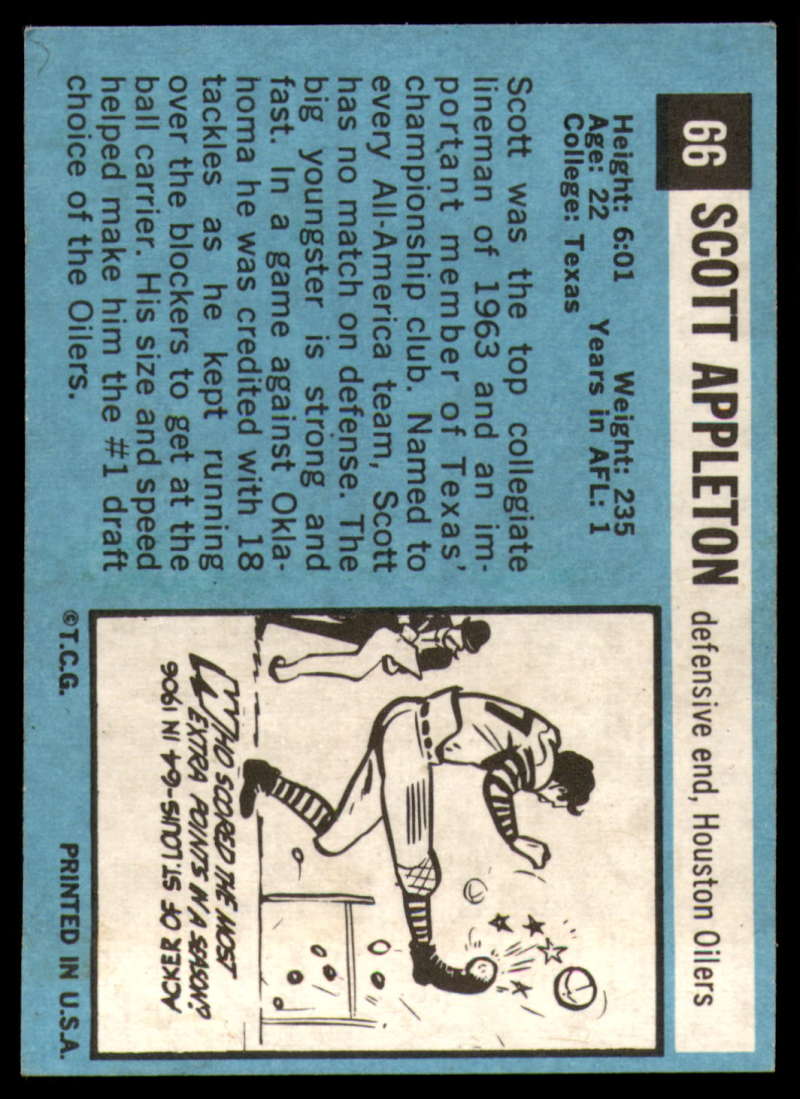 66 SCOTT APPLETON defensive end, Houston Oilers
Height: 6:01 Weight: 235
Age: 22 Years in AFL: 1
College: Texas
Scott was the top collegiate
lineman of 1963 and an im-
portant member of Texas'
championship club. Named to
every All-America team, Scott
has no match on defense. The
big youngster is strong and
fast. In a game against Okla-
homa he was credited with 18
tackles as he kept running
over the blockers to get at the
ball carrier. His size and speed
helped make him the #1 draft
choice of the Oilers.
7
WHO SCORED THE MOST
EXTRA POINTS IN A SEASON?
ACKER OF ST. LOUIS-64 IN 1906
©T.C.G. PRINTED IN U.S.A.